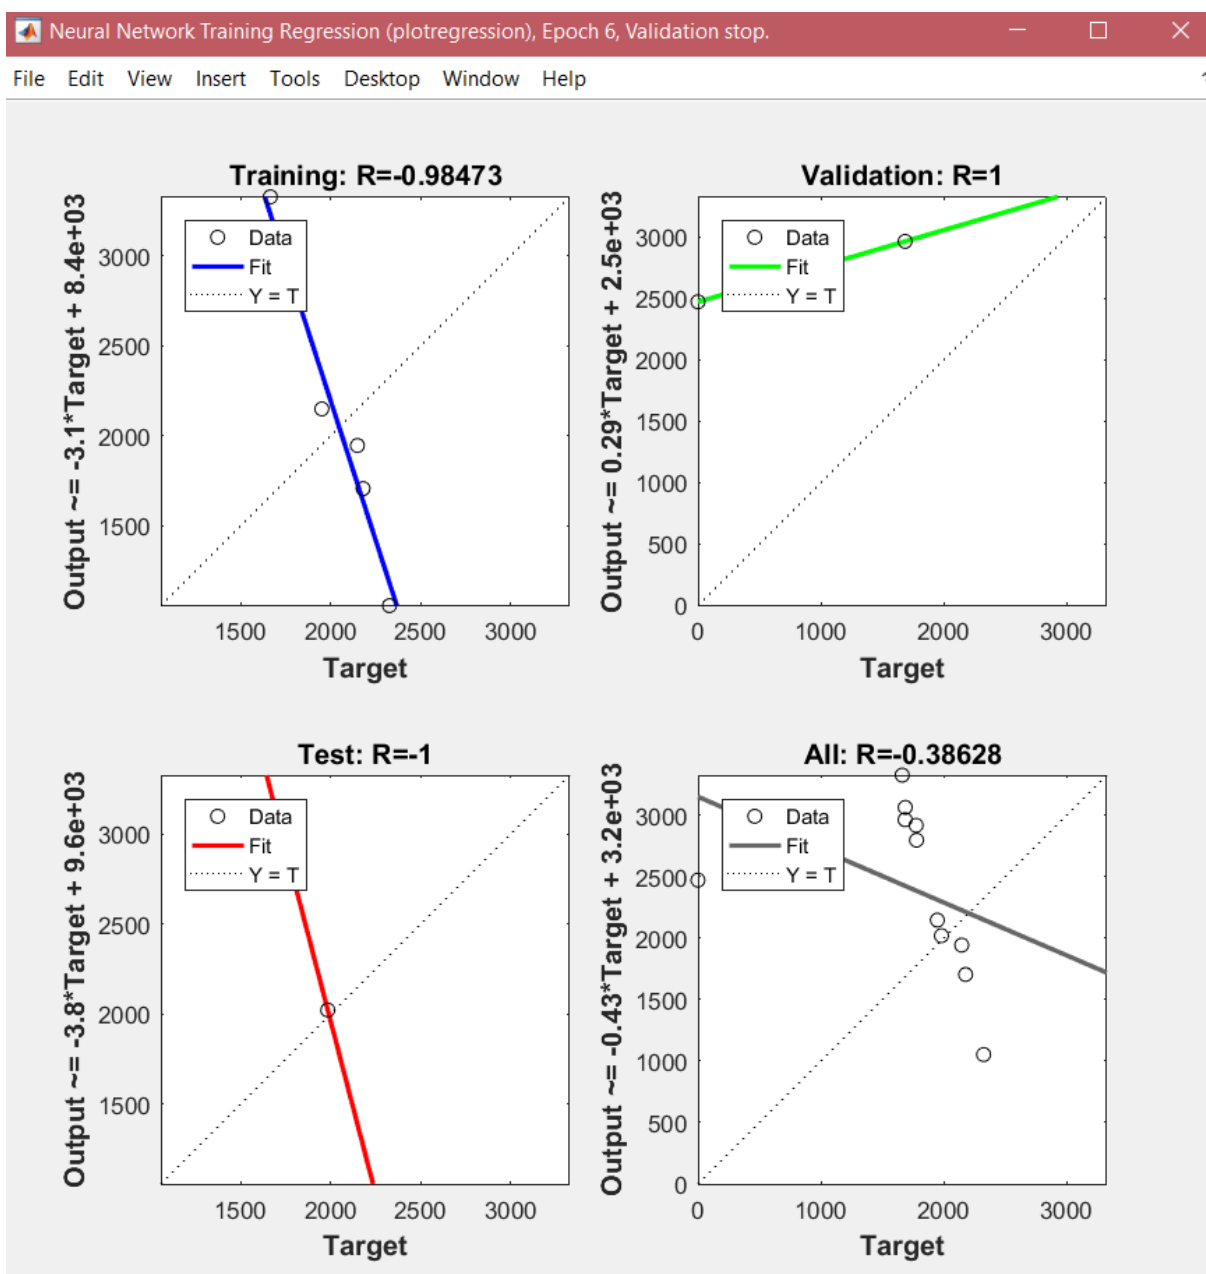 Neural Network Training Regression (plotregression), Epoch 6, Validation stop.
File Edit View Insert Tools Desktop Window Help
Training: R=-0.98473
Output ~= -3.1*Target + 8.4e+03
3000
2500
2000
1500
Data
Fit
Y = T
1500 2000 2500 3000
Target
Validation: R=1
Output ~= 0.29*Target + 2.5e+03
3000
2500
2000
1500
1000
500
0
Data
Fit
Y = T
0 1000 2000 3000
Target
Test: R=-1
Output ~= -3.8*Target + 9.6e+03
3000
2500
2000
1500
Data
Fit
Y = T
1500 2000 2500 3000
Target
All: R=-0.38628
Output ~= -0.43*Target + 3.2e+03
3000
2500
2000
1500
1000
500
0
Data
Fit
Y = T
0 1000 2000 3000
Target